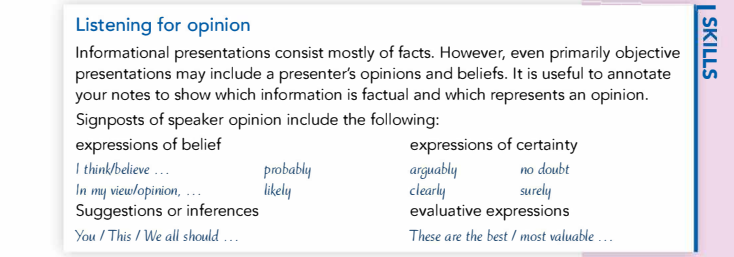 Listening for opinion
Informational presentations consist mostly of facts. However, even primarily objective
presentations may include a presenter's opinions and beliefs. It is useful to annotate
your notes to show which information is factual and which represents an opinion.
Signposts of speaker opinion include the following:
expressions of belief
I think/believe ...
probably
In my view/opinion, ...
likely
expressions of certainty
arguably
no doubt
clearly
surely
Suggestions or inferences
You / This / We all should ...
evaluative expressions
These are the best / most valuable ...
SKILLS